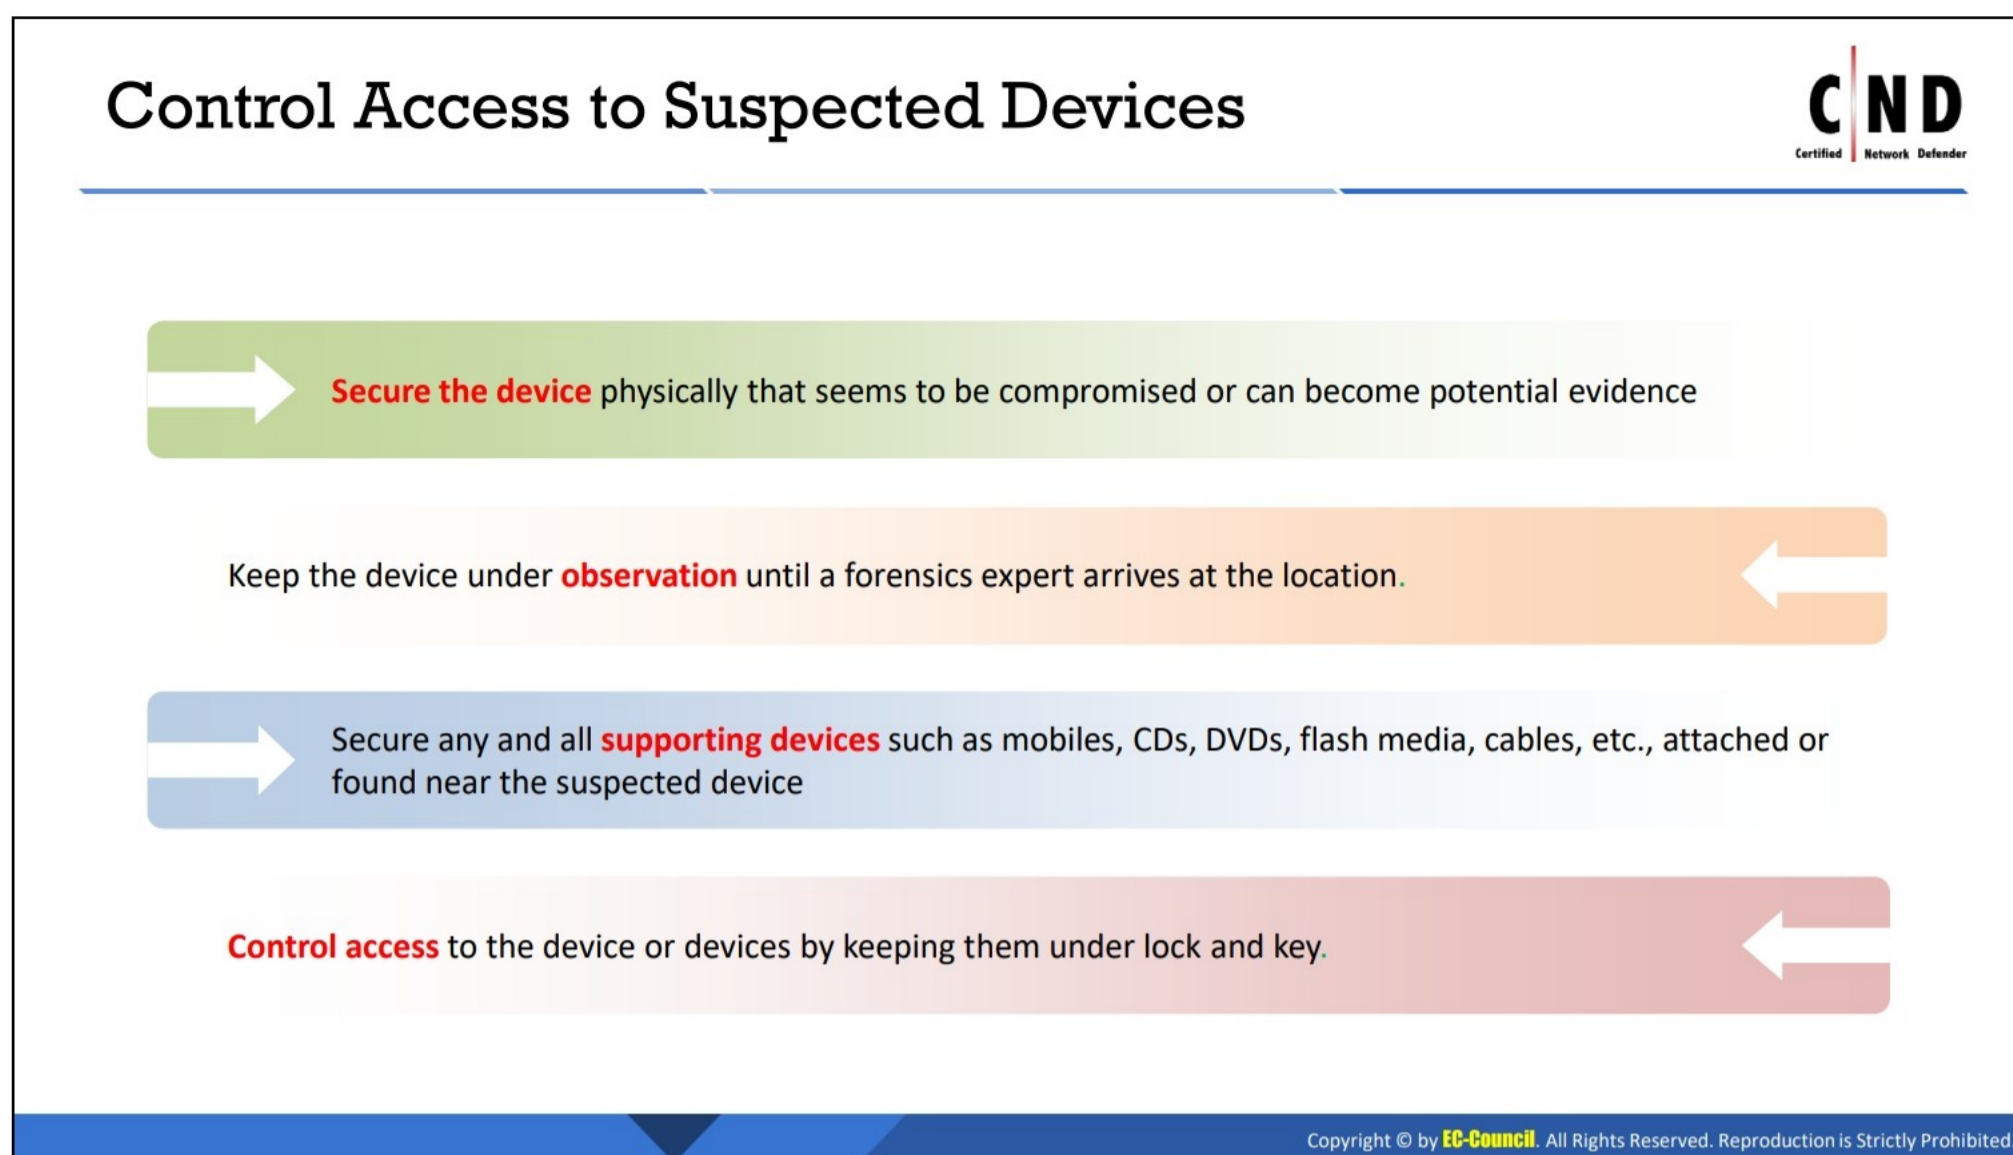 Control Access to Suspected Devices
C|ND
Certified Network Defender
Secure the device physically that seems to be compromised or can become potential evidence
Keep the device under observation until a forensics expert arrives at the location.
Secure any and all supporting devices such as mobiles, CDs, DVDs, flash media, cables, etc., attached or
found near the suspected device
Control access to the device or devices by keeping them under lock and key.
Copyright © by EC-Council. All Rights Reserved. Reproduction is Strictly Prohibited.